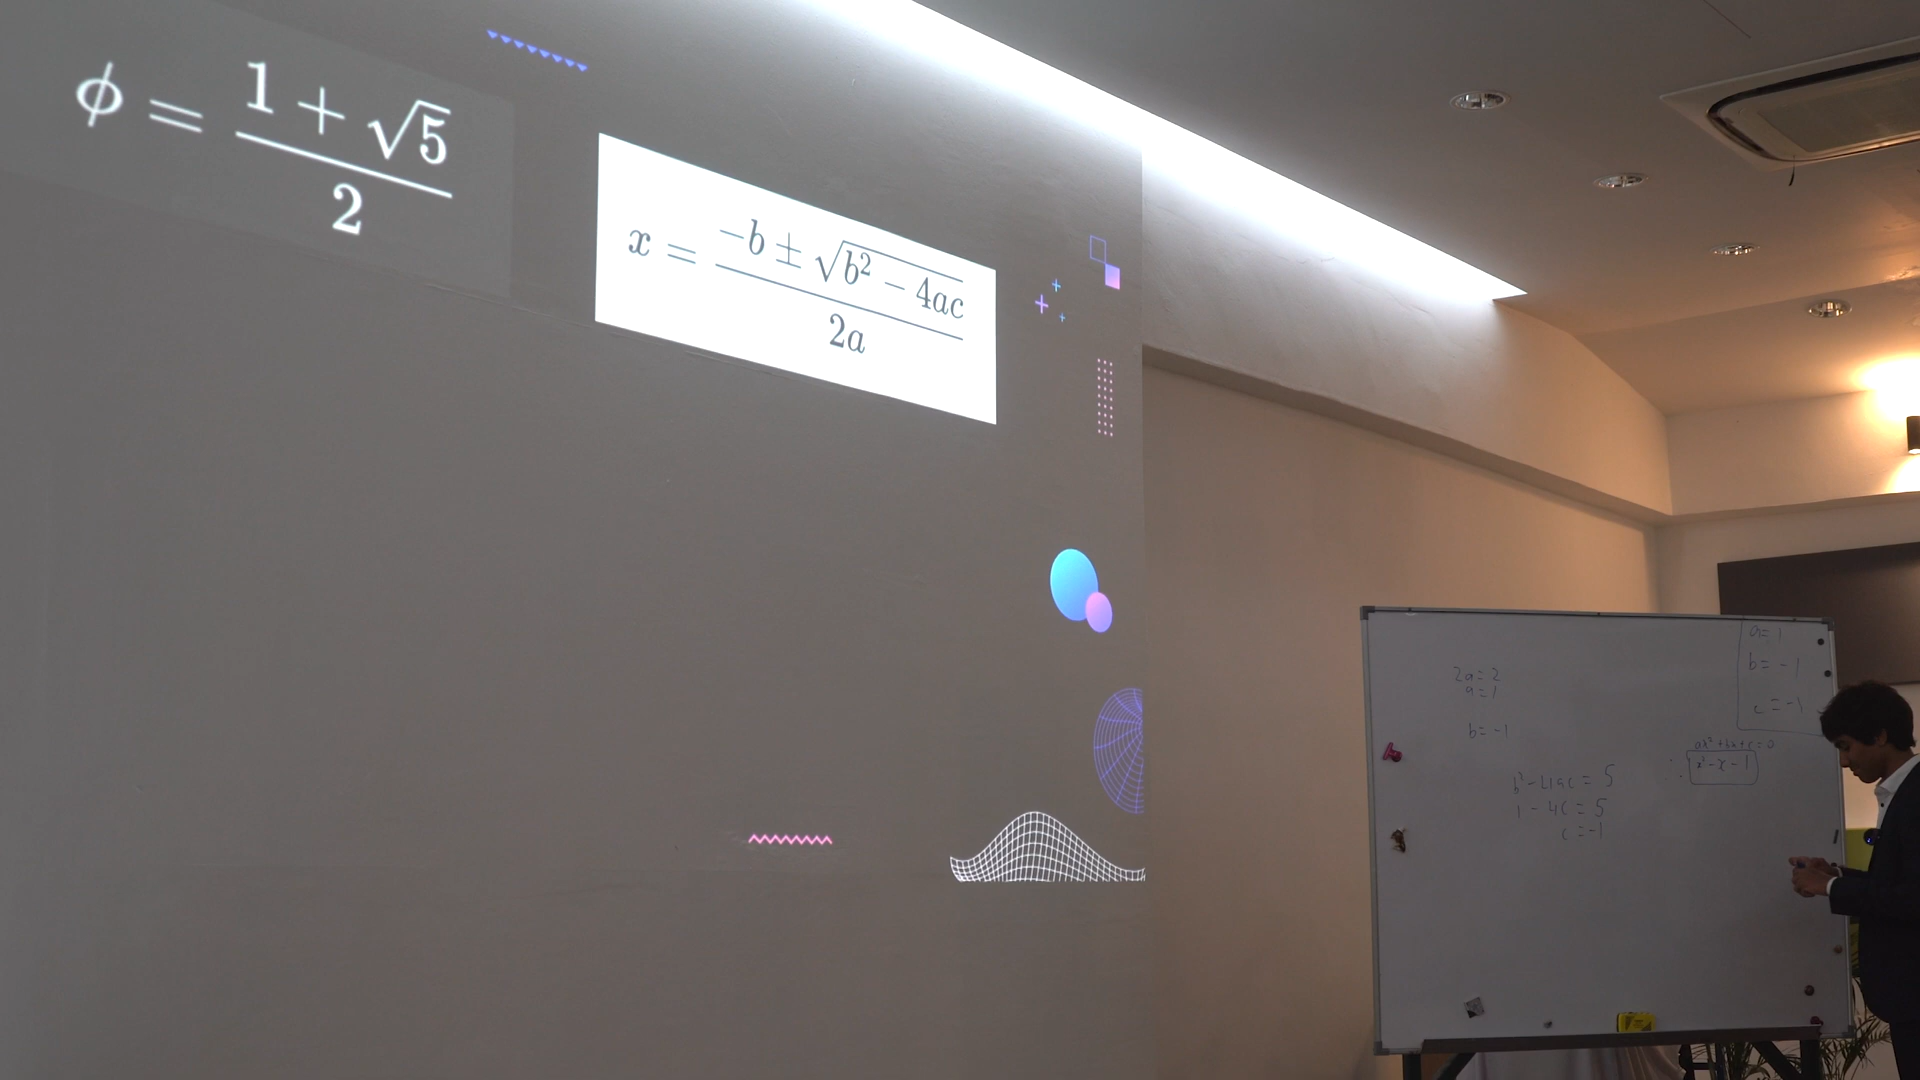 ϕ = (1 + √5) / 2
x = (−b ± √(b² − 4ac)) / 2a
2a = 2
a = 1
b = -1
b² - 4ac = 5
1 - 4c = 5
c = -1
a = 1
b = -1
c = -1
ax² + bx + c = 0
∴ x² - x - 1